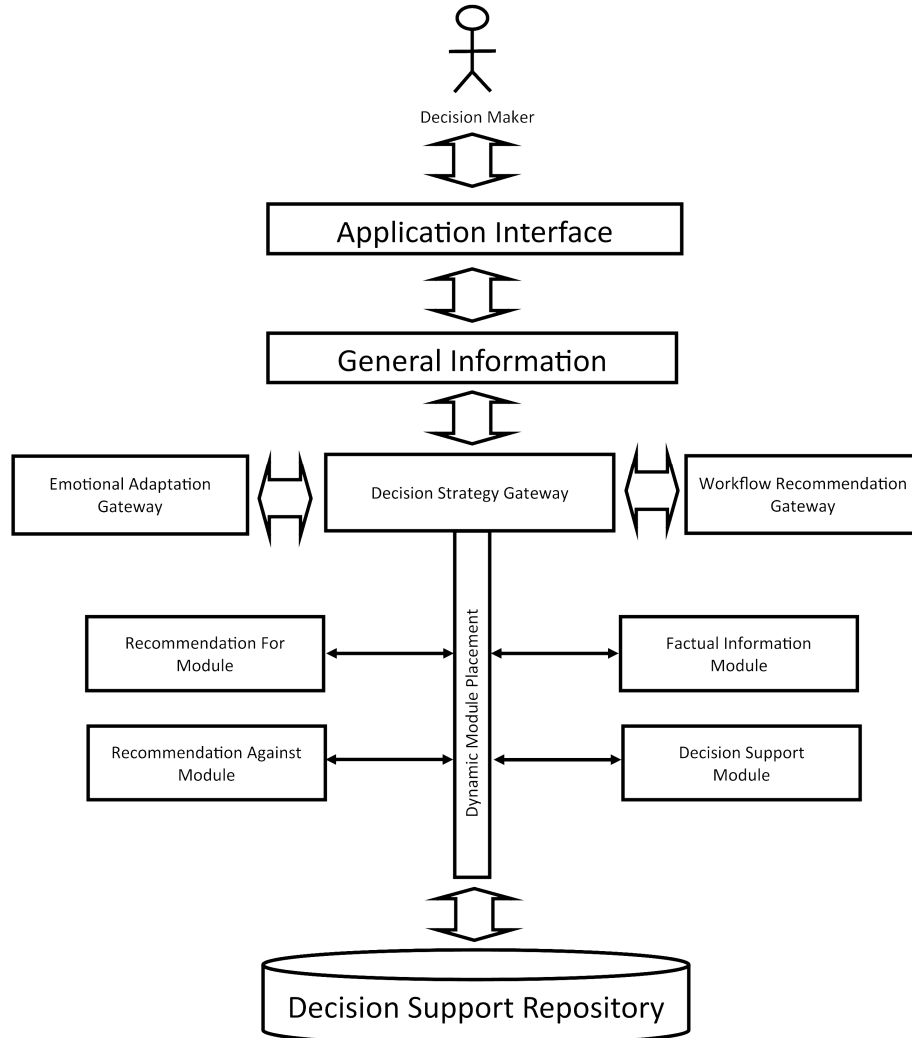 Decision Maker
Application Interface
General Information
Emotional Adaptation
Gateway
Decision Strategy Gateway
Workflow Recommendation
Gateway
Dynamic Module Placement
Recommendation For
Module
Factual Information
Module
Recommendation Against
Module
Decision Support
Module
Decision Support Repository